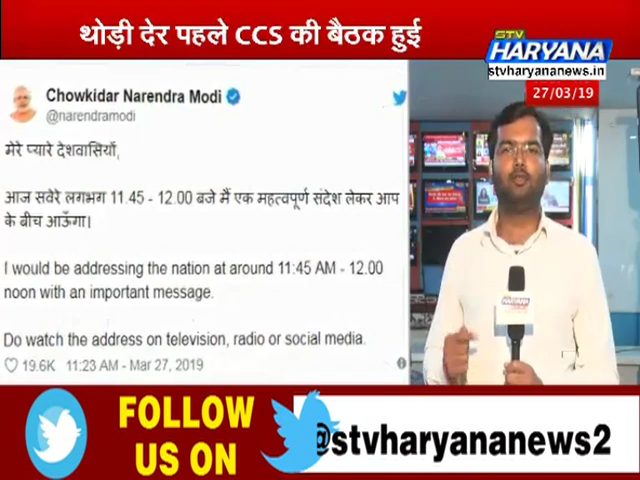 थोड़ी देर पहले CCS की बैठक हुई
STV
HARYANA
stvharyananews.in
27/03/19
Chowkidar Narendra Modi
@narendramodi
मेरे प्यारे देशवासियों,
आज सवेरे लगभग 11.45 - 12.00 बजे मैं एक महत्वपूर्ण संदेश लेकर आप
के बीच आऊँगा।
I would be addressing the nation at around 11:45 AM - 12.00
noon with an important message.
Do watch the address on television, radio or social media.
19.6K 11:23 AM - Mar 27, 2019
HARYANA
FOLLOW
US ON
@stvharyananews2